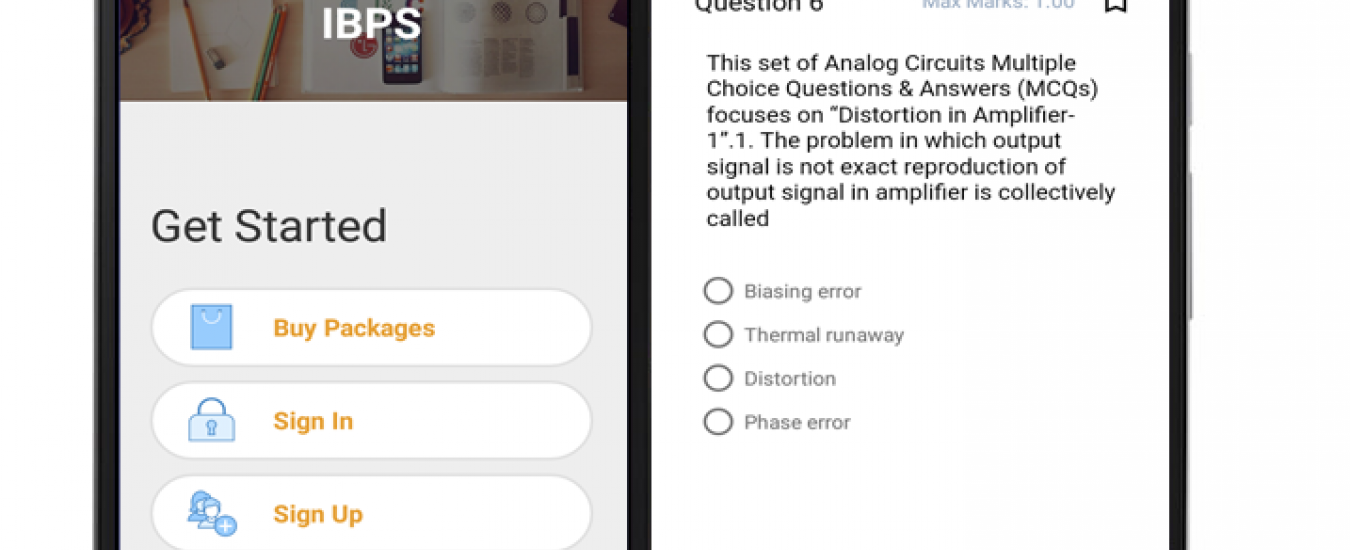 IBPS
Get Started
Buy Packages
Sign In
Sign Up
Question 6
Max Marks: 1.00
This set of Analog Circuits Multiple
Choice Questions & Answers (MCQs)
focuses on “Distortion in Amplifier-
1”.1. The problem in which output
signal is not exact reproduction of
output signal in amplifier is collectively
called
Biasing error
Thermal runaway
Distortion
Phase error